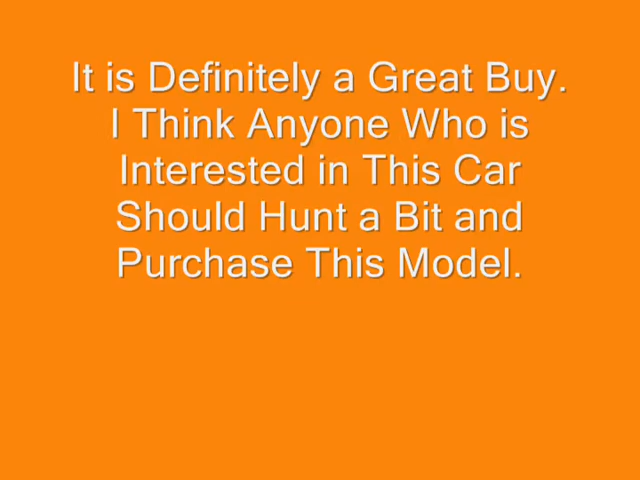 It is Definitely a Great Buy.
I Think Anyone Who is
Interested in This Car
Should Hunt a Bit and
Purchase This Model.